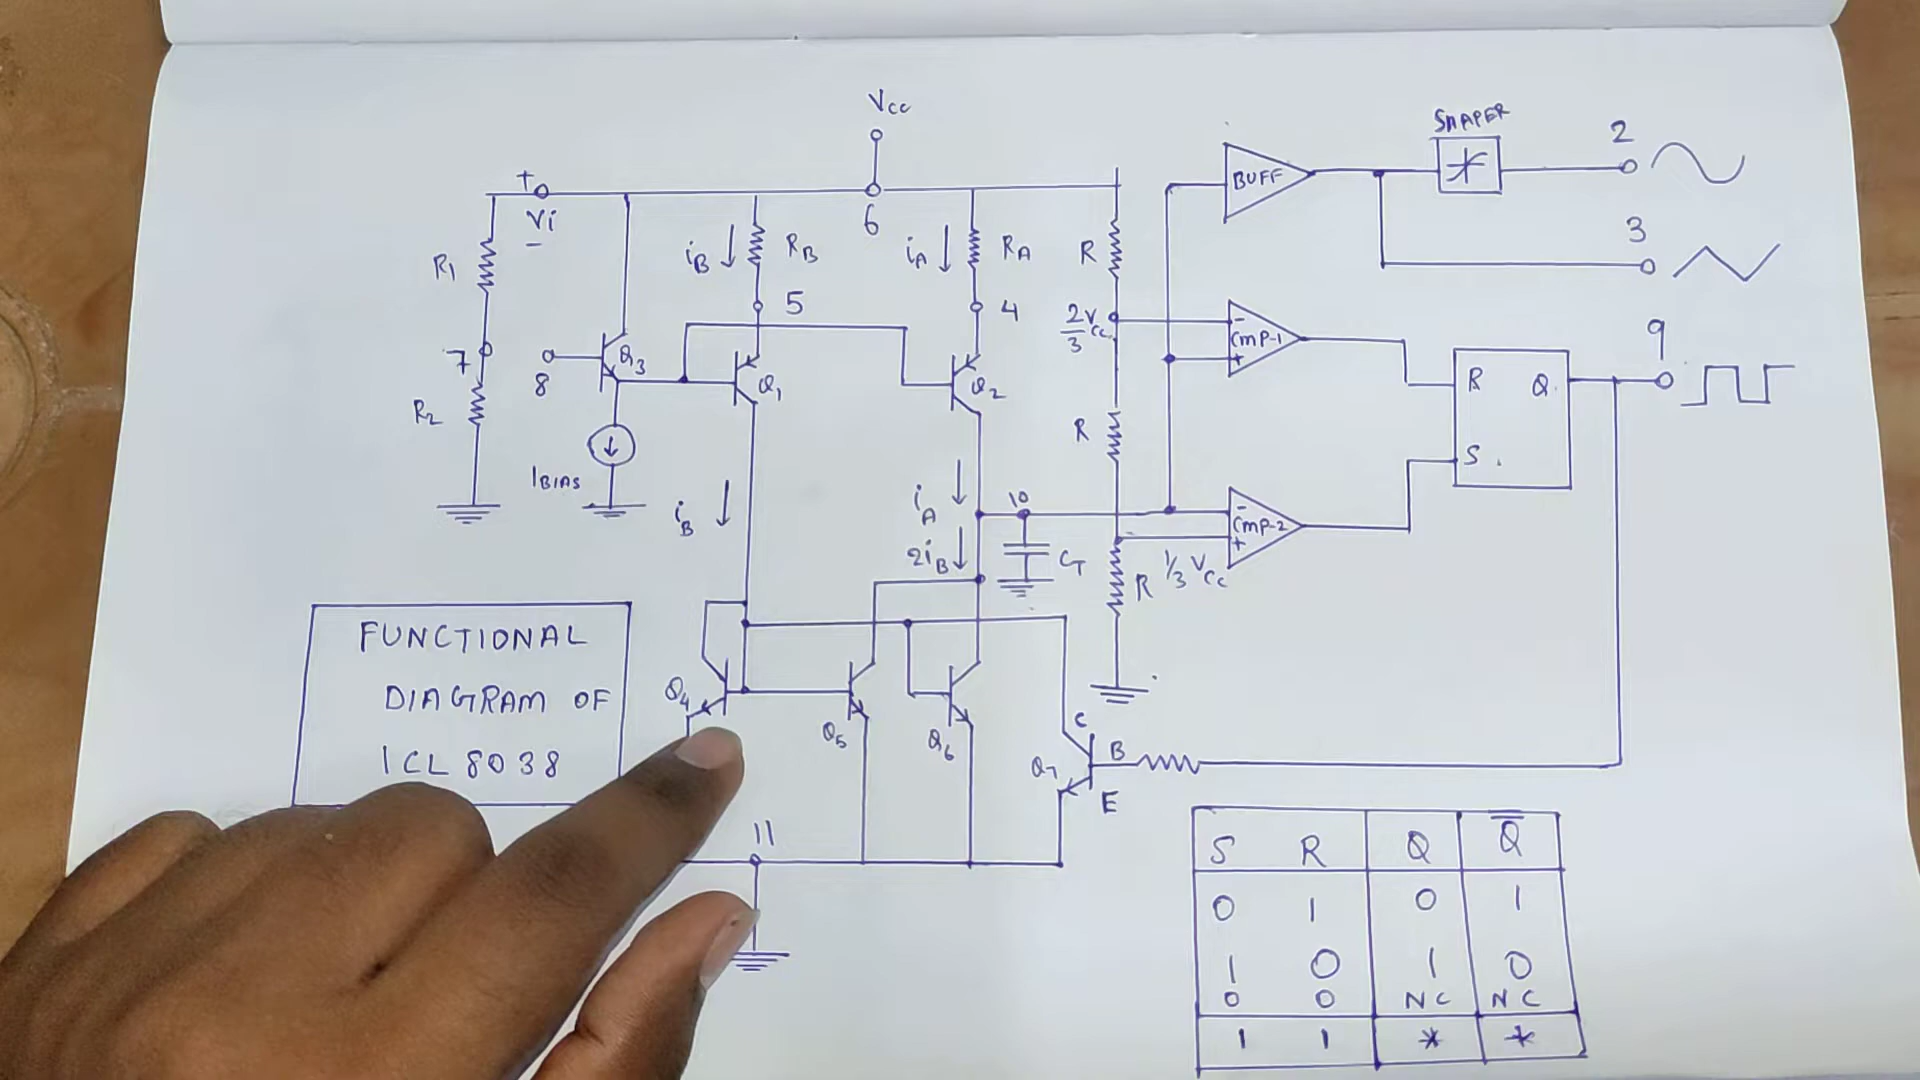 Vcc
6
+
Vi
-
R1
7
R2
8
Q3
IBIAS
iB
RB
5
Q1
iA
RA
4
Q2
iB
iA
2iB
10
CT
R
2/3 Vcc
R
R
1/3 Vcc
BUFF
SHAPER
2
3
-
CMP-1
+
-
CMP-2
+
R Q
S
9
Q4
Q5
Q6
Q7
C
B
E
11
FUNCTIONAL
DIAGRAM OF
ICL 8038
S R Q Q̅
0 1 0 1
1 0 1 0
0 0 NC NC
1 1 * *